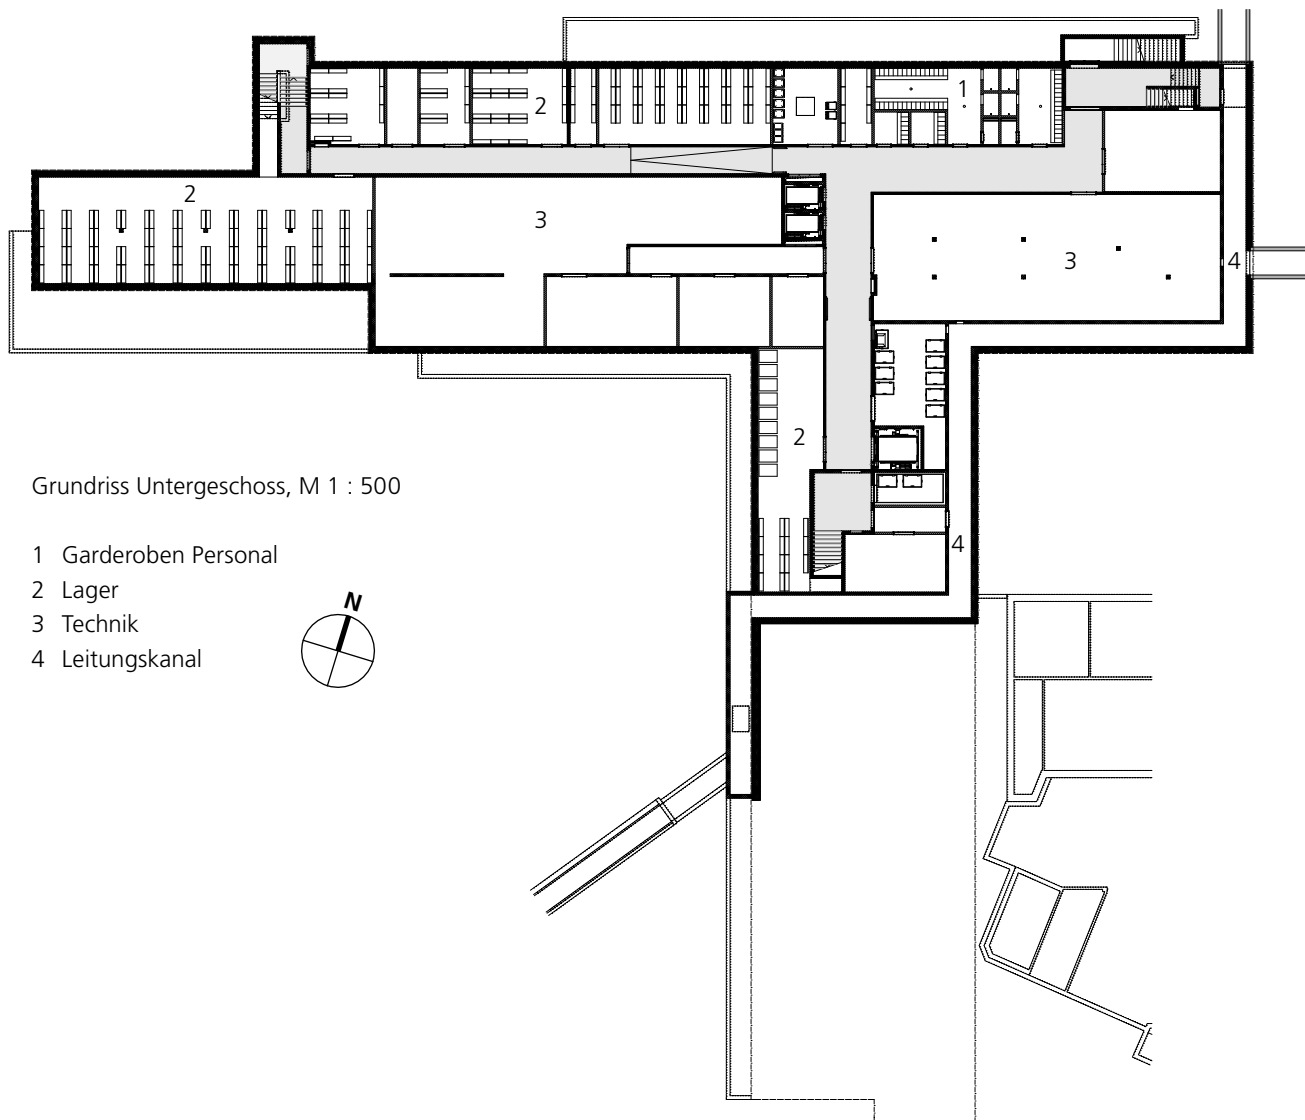 1
2
2
3
3
4
2
Grundriss Untergeschoss, M 1 : 500
4
1 Garderoben Personal
2 Lager
3 Technik
4 Leitungskanal
N